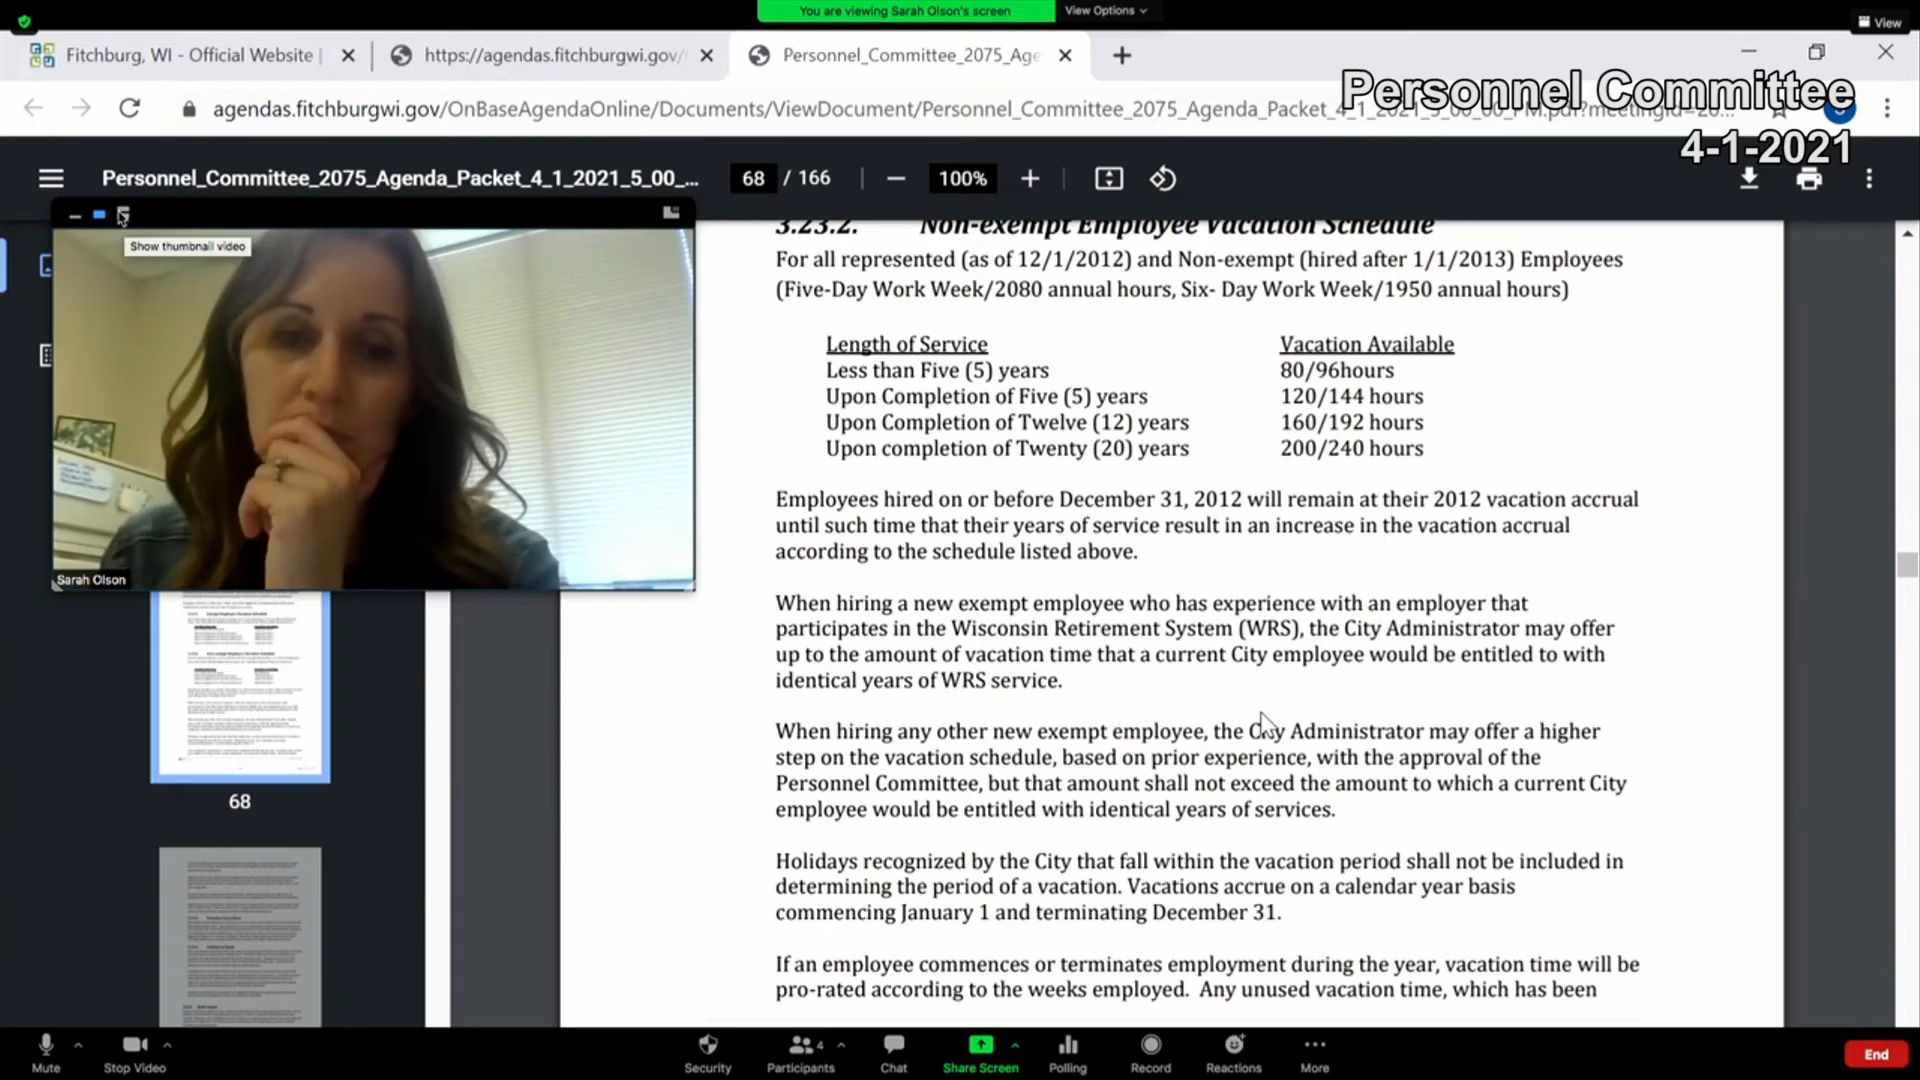 You are viewing Sarah Olson's screen
View Options
View
Fitchburg, WI - Official Website |
https://agendas.fitchburgwi.gov/
Personnel_Committee_2075_Age
agendas.fitchburgwi.gov/OnBaseAgendaOnline/Documents/ViewDocument/Personnel_Committee_2075_Agenda_Packet_4_1_2021_5_00_00_PM.pdf?meetingId=20...
Personnel Committee
4-1-2021
Personnel_Committee_2075_Agenda_Packet_4_1_2021_5_00_...
68 / 166
100%
Show thumbnail video
Sarah Olson
68
3.23.2. Non-exempt Employee Vacation Schedule
For all represented (as of 12/1/2012) and Non-exempt (hired after 1/1/2013) Employees
(Five-Day Work Week/2080 annual hours, Six- Day Work Week/1950 annual hours)
Length of Service Vacation Available
Less than Five (5) years 80/96hours
Upon Completion of Five (5) years 120/144 hours
Upon Completion of Twelve (12) years 160/192 hours
Upon completion of Twenty (20) years 200/240 hours
Employees hired on or before December 31, 2012 will remain at their 2012 vacation accrual
until such time that their years of service result in an increase in the vacation accrual
according to the schedule listed above.
When hiring a new exempt employee who has experience with an employer that
participates in the Wisconsin Retirement System (WRS), the City Administrator may offer
up to the amount of vacation time that a current City employee would be entitled to with
identical years of WRS service.
When hiring any other new exempt employee, the City Administrator may offer a higher
step on the vacation schedule, based on prior experience, with the approval of the
Personnel Committee, but that amount shall not exceed the amount to which a current City
employee would be entitled with identical years of services.
Holidays recognized by the City that fall within the vacation period shall not be included in
determining the period of a vacation. Vacations accrue on a calendar year basis
commencing January 1 and terminating December 31.
If an employee commences or terminates employment during the year, vacation time will be
pro-rated according to the weeks employed. Any unused vacation time, which has been
4
Mute
Stop Video
Security
Participants
Chat
Share Screen
Polling
Record
Reactions
More
End